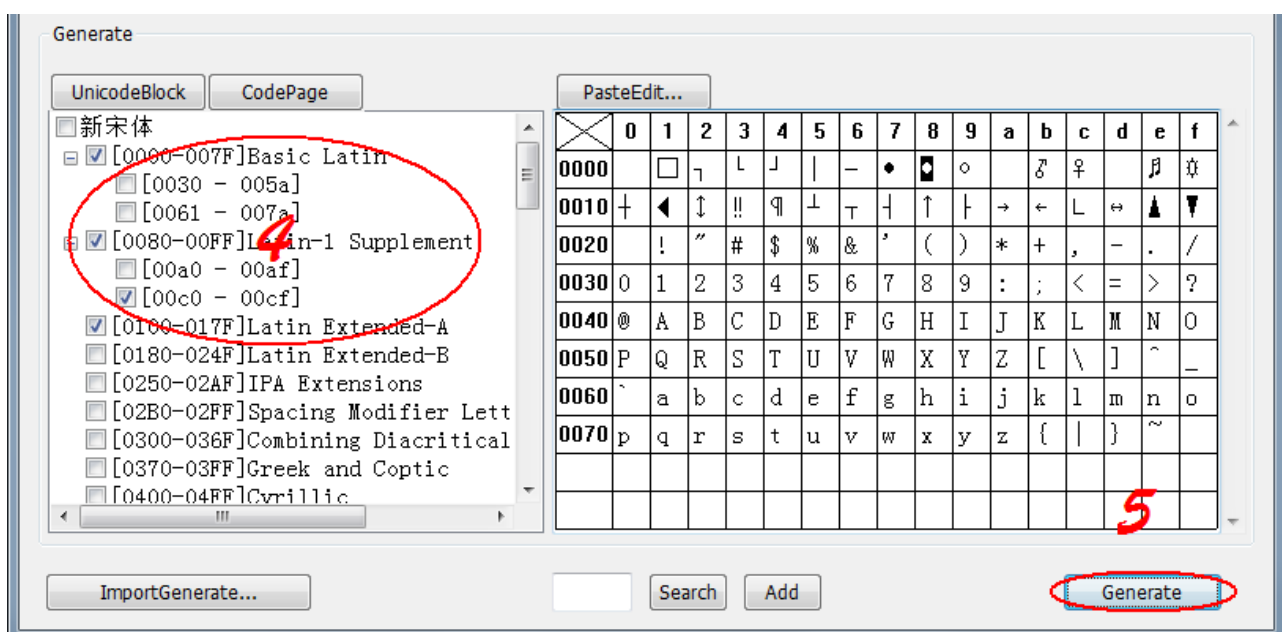 Generate
UnicodeBlock CodePage
新宋体
[0000-007F]Basic Latin
[0030 - 005a]
[0061 - 007a]
[0080-00FF]Latin-1 Supplement
[00a0 - 00af]
[00c0 - 00cf]
[0100-017F]Latin Extended-A
[0180-024F]Latin Extended-B
[0250-02AF]IPA Extensions
[02B0-02FF]Spacing Modifier Lett
[0300-036F]Combining Diacritical
[0370-03FF]Greek and Coptic
[0400-04FF]Cyrillic
4
PasteEdit...
0 1 2 3 4 5 6 7 8 9 a b c d e f
0000 □ ┐ └ ┘ │ ─ • ◘ ○ ♂ ♀ ♬ ☼
0010 ┼ ◀ ↕ ‼ ¶ ┴ ┬ ┤ ↑ ├ → ← ∟ ↔ ▲ ▼
0020 ! " # $ % & ' ( ) * + , - . /
0030 0 1 2 3 4 5 6 7 8 9 : ; < = > ?
0040 @ A B C D E F G H I J K L M N O
0050 P Q R S T U V W X Y Z [ \ ] ^ _
0060 ` a b c d e f g h i j k l m n o
0070 p q r s t u v w x y z { | } ~
5
ImportGenerate... Search Add Generate